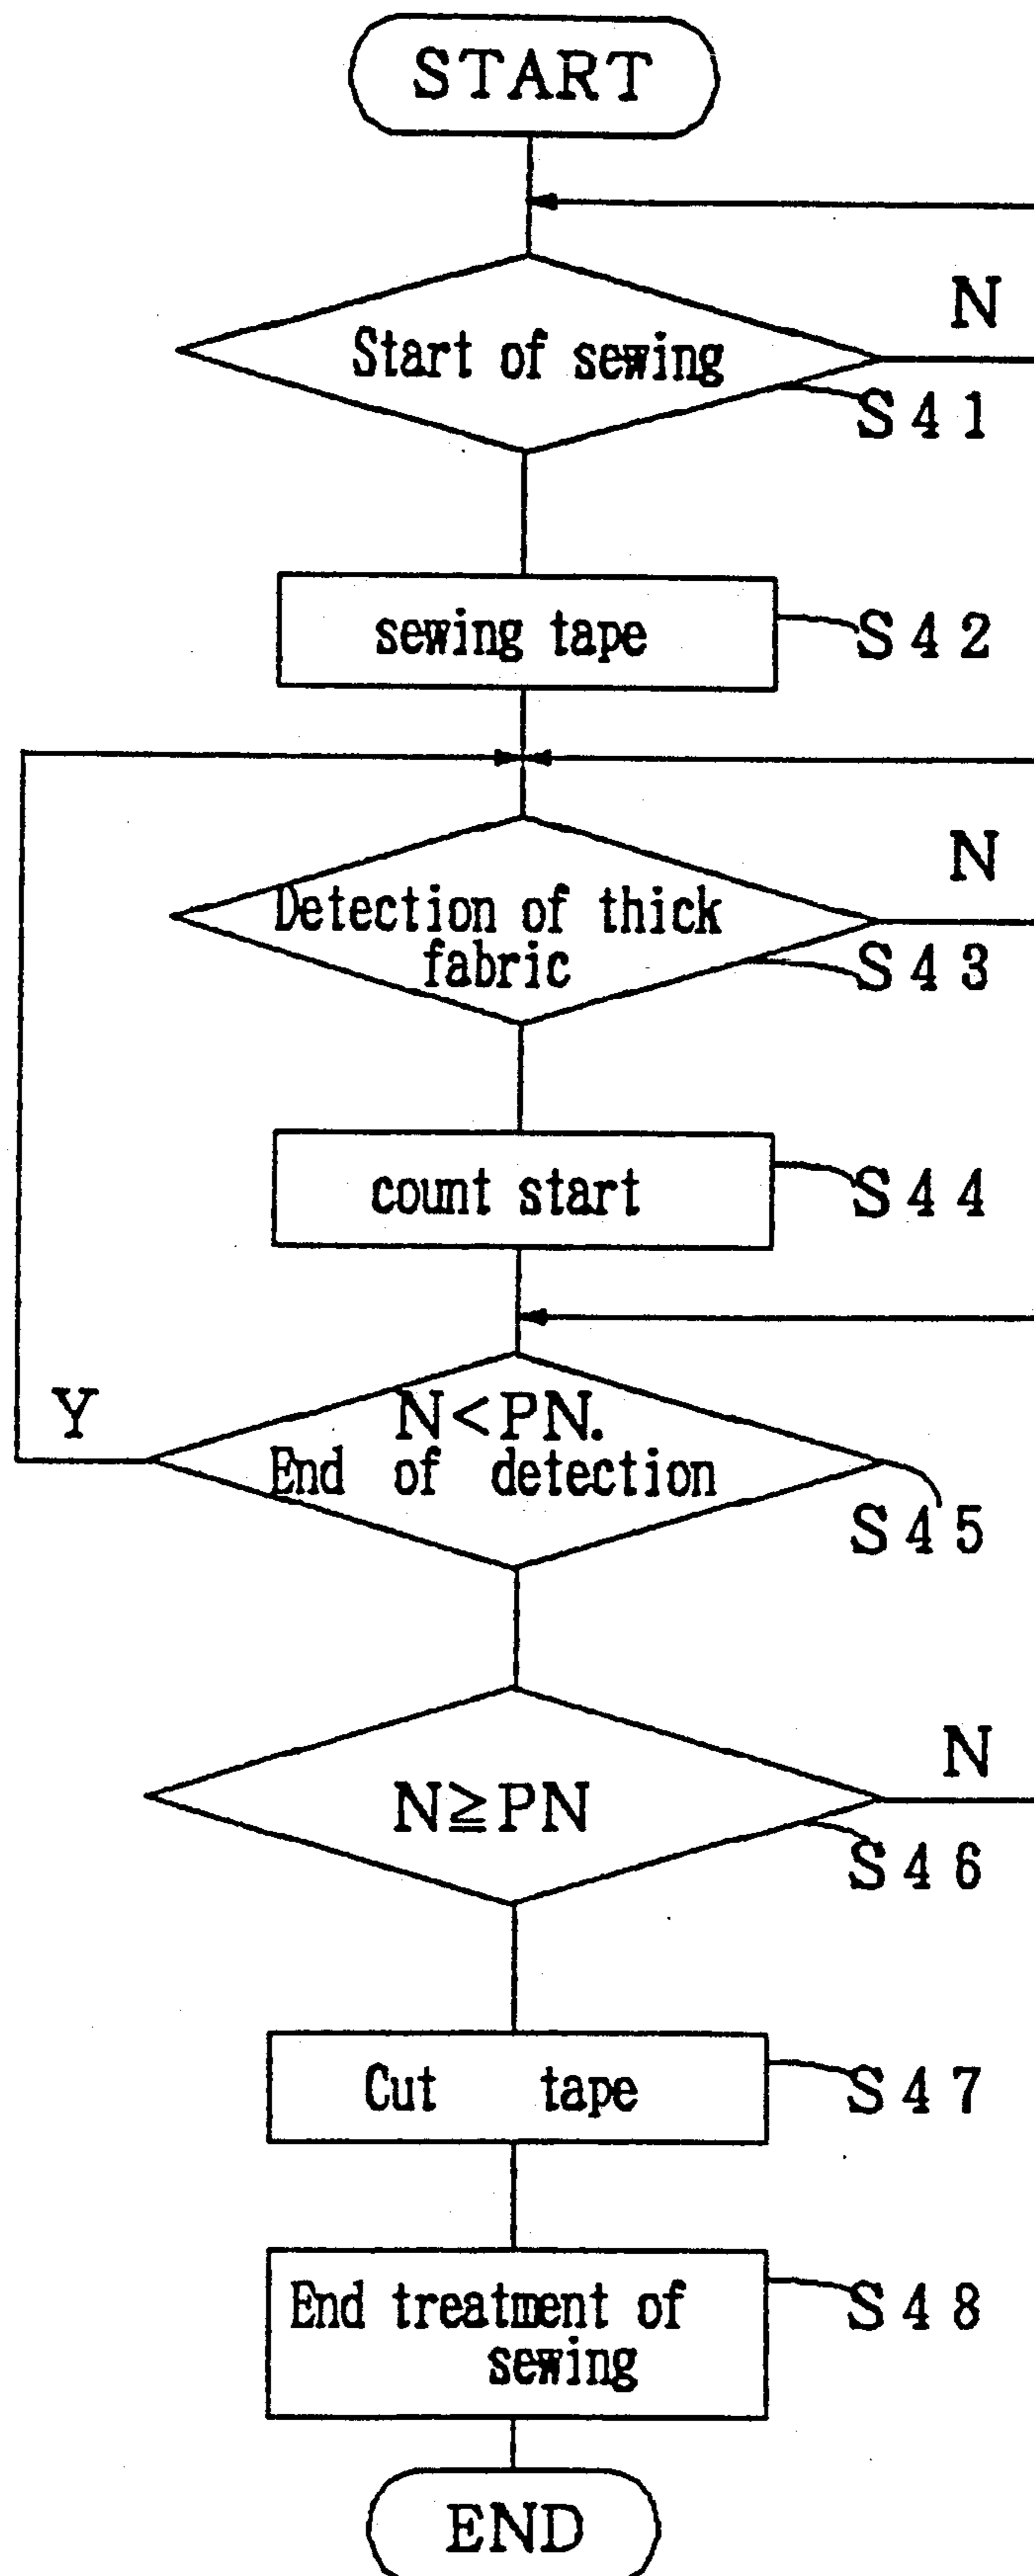 START
N
Start of sewing
S41
sewing tape
S42
N
Detection of thick
fabric
S43
count start
S44
Y
N<PN.
End of detection
S45
N
N≧PN
S46
Cut tape
S47
End treatment of
sewing
S48
END